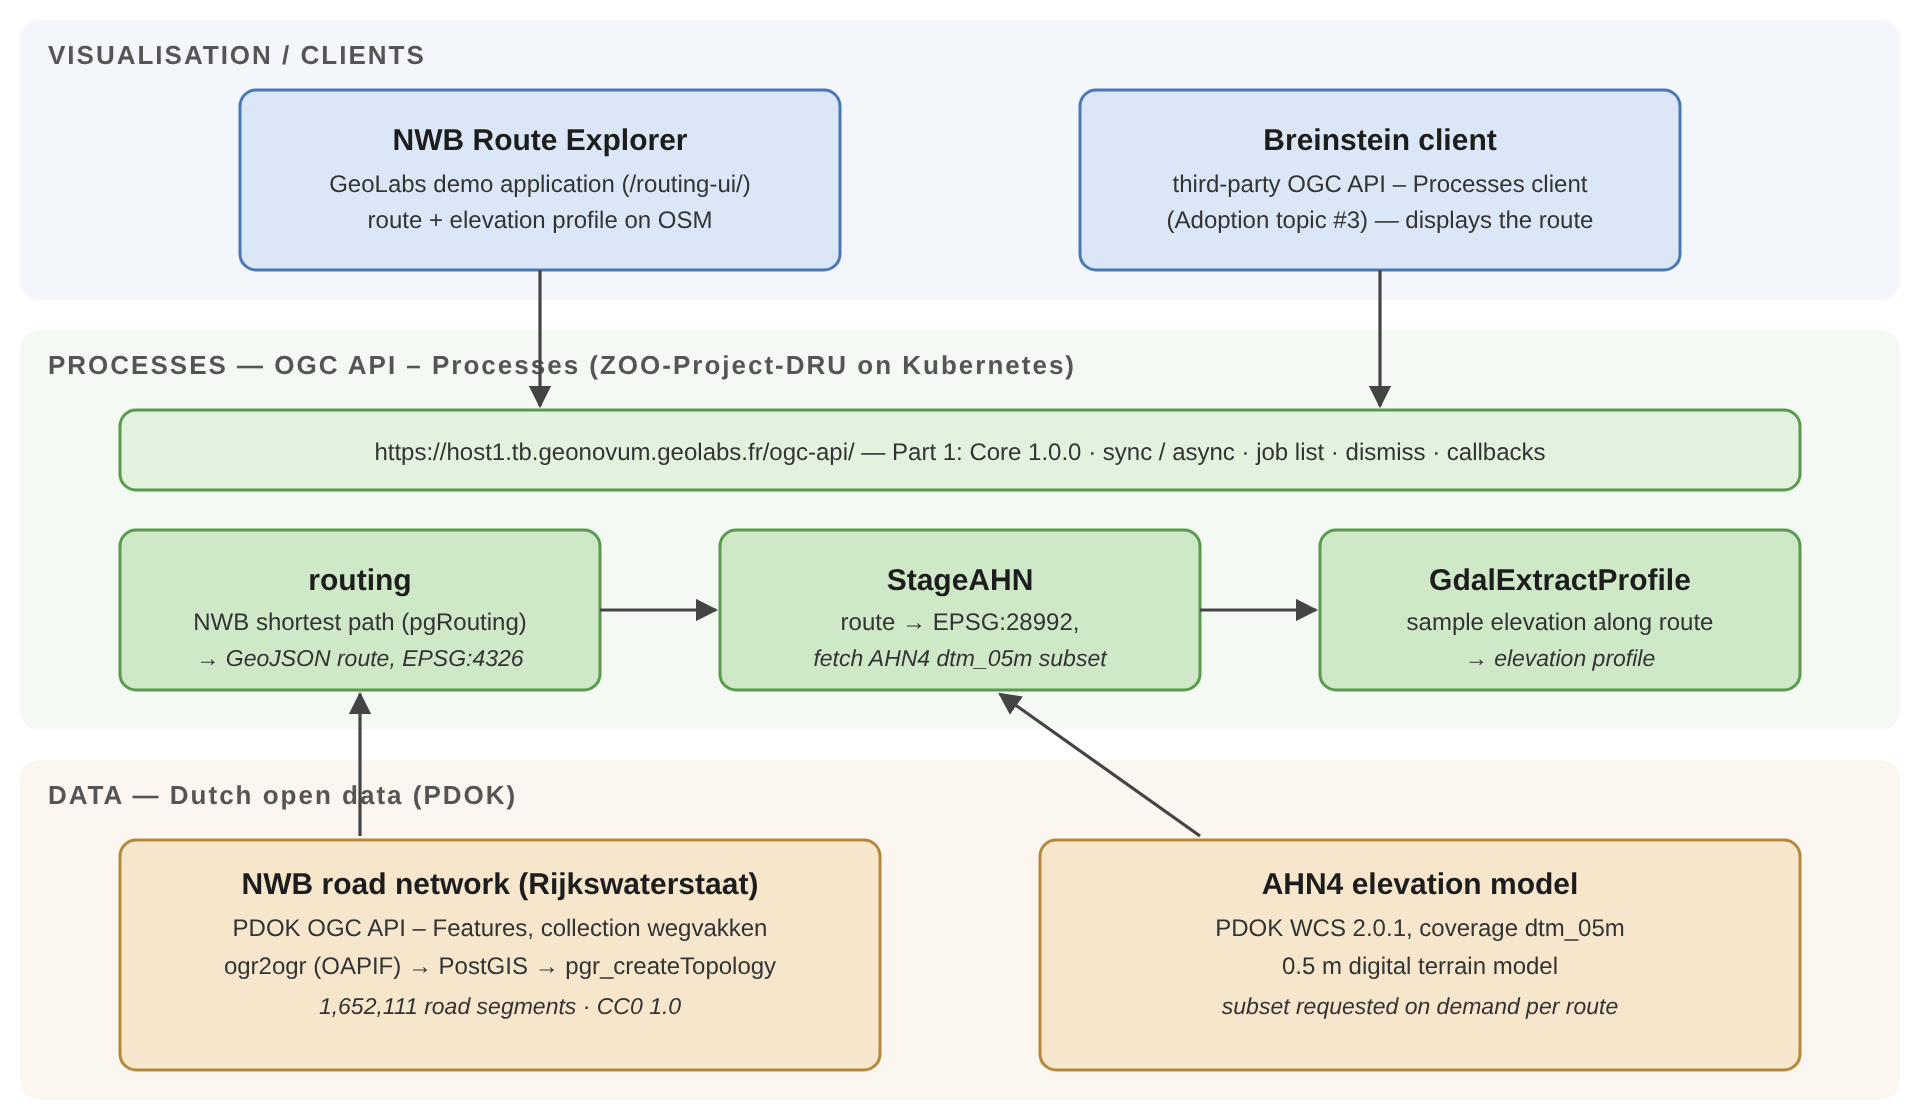 VISUALISATION / CLIENTS
NWB Route Explorer
GeoLabs demo application (/routing-ui/)
route + elevation profile on OSM
Breinstein client
third-party OGC API – Processes client
(Adoption topic #3) — displays the route
PROCESSES — OGC API – Processes (ZOO-Project-DRU on Kubernetes)
https://host1.tb.geonovum.geolabs.fr/ogc-api/ — Part 1: Core 1.0.0 · sync / async · job list · dismiss · callbacks
routing
NWB shortest path (pgRouting)
→ GeoJSON route, EPSG:4326
StageAHN
route → EPSG:28992,
fetch AHN4 dtm_05m subset
GdalExtractProfile
sample elevation along route
→ elevation profile
DATA — Dutch open data (PDOK)
NWB road network (Rijkswaterstaat)
PDOK OGC API – Features, collection wegvakken
ogr2ogr (OAPIF) → PostGIS → pgr_createTopology
1,652,111 road segments · CC0 1.0
AHN4 elevation model
PDOK WCS 2.0.1, coverage dtm_05m
0.5 m digital terrain model
subset requested on demand per route